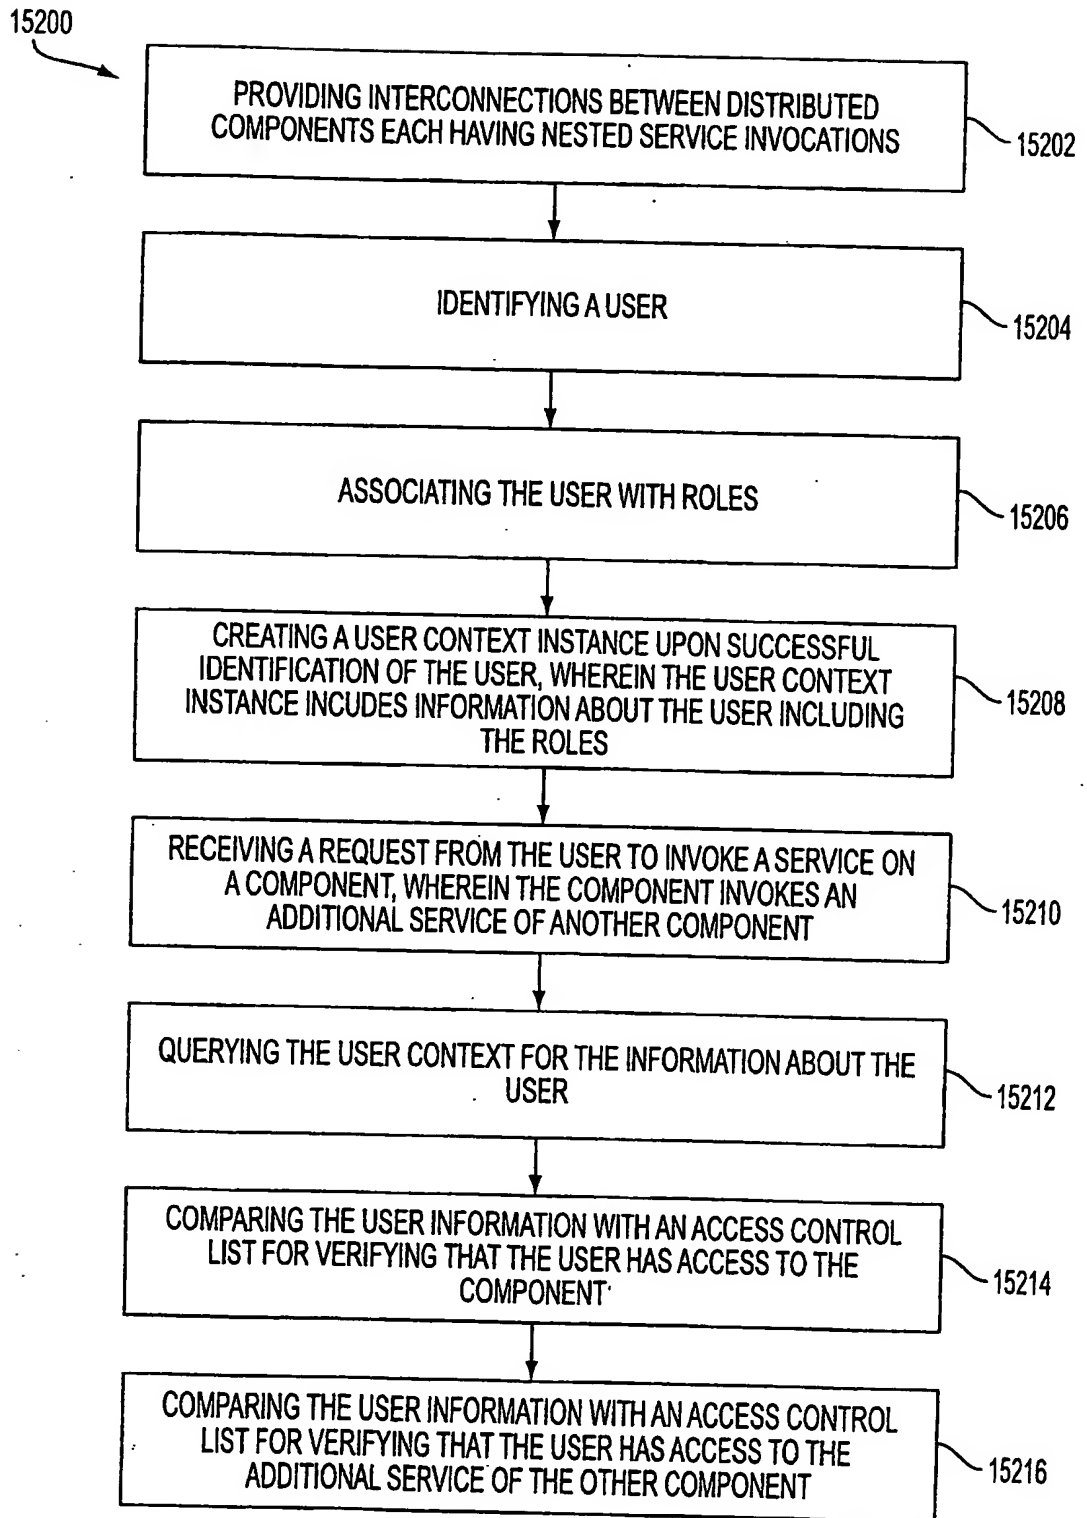 15200
PROVIDING INTERCONNECTIONS BETWEEN DISTRIBUTED
COMPONENTS EACH HAVING NESTED SERVICE INVOCATIONS
15202
IDENTIFYING A USER
15204
ASSOCIATING THE USER WITH ROLES
15206
CREATING A USER CONTEXT INSTANCE UPON SUCCESSFUL
IDENTIFICATION OF THE USER, WHEREIN THE USER CONTEXT
INSTANCE INCUDES INFORMATION ABOUT THE USER INCLUDING
THE ROLES
15208
RECEIVING A REQUEST FROM THE USER TO INVOKE A SERVICE ON
A COMPONENT, WHEREIN THE COMPONENT INVOKES AN
ADDITIONAL SERVICE OF ANOTHER COMPONENT
15210
QUERYING THE USER CONTEXT FOR THE INFORMATION ABOUT THE
USER
15212
COMPARING THE USER INFORMATION WITH AN ACCESS CONTROL
LIST FOR VERIFYING THAT THE USER HAS ACCESS TO THE
COMPONENT
15214
COMPARING THE USER INFORMATION WITH AN ACCESS CONTROL
LIST FOR VERIFYING THAT THE USER HAS ACCESS TO THE
ADDITIONAL SERVICE OF THE OTHER COMPONENT
15216